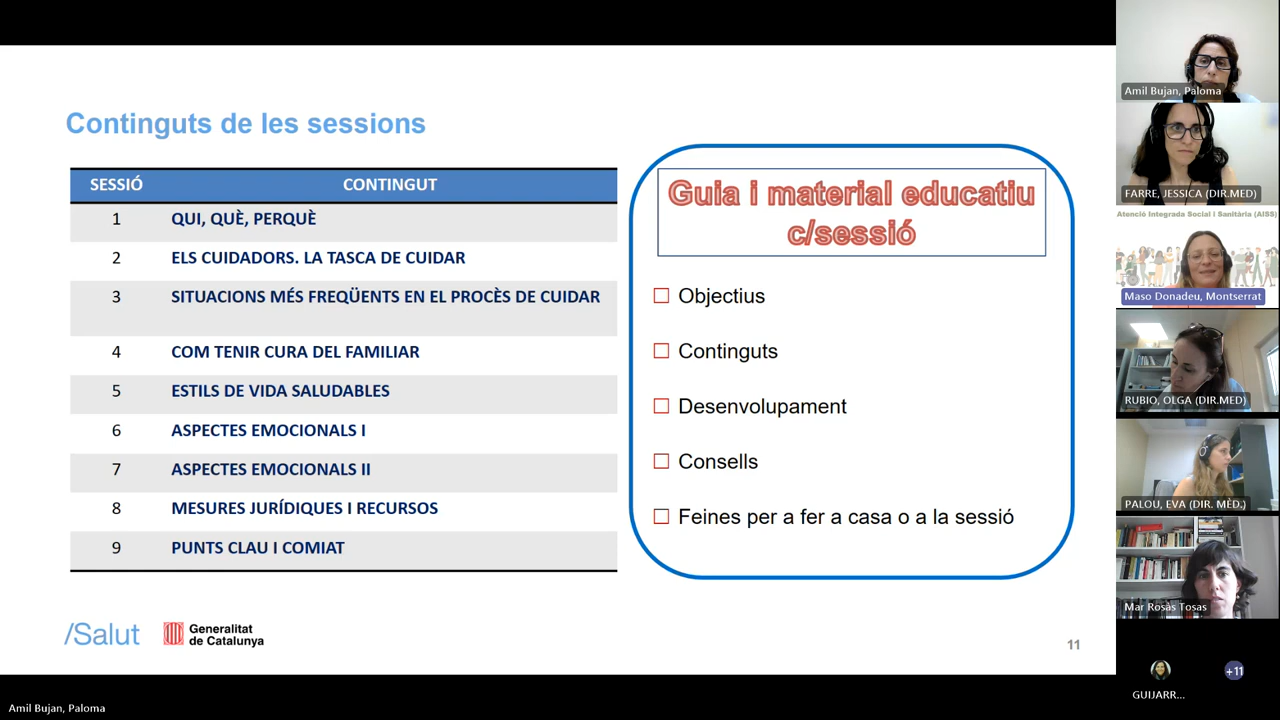 Continguts de les sessions
SESSIÓ CONTINGUT
1 QUI, QUÈ, PERQUÈ
2 ELS CUIDADORS. LA TASCA DE CUIDAR
3 SITUACIONS MÉS FREQÜENTS EN EL PROCÈS DE CUIDAR
4 COM TENIR CURA DEL FAMILIAR
5 ESTILS DE VIDA SALUDABLES
6 ASPECTES EMOCIONALS I
7 ASPECTES EMOCIONALS II
8 MESURES JURÍDIQUES I RECURSOS
9 PUNTS CLAU I COMIAT
Guia i material educatiu
c/sessió
Objectius
Continguts
Desenvolupament
Consells
Feines per a fer a casa o a la sessió
/Salut
Generalitat
de Catalunya
11
Amil Bujan, Paloma
Amil Bujan, Paloma
FARRE, JESSICA (DIR.MED)
Atenció Integrada Social i Sanitària (AISS)
Maso Donadeu, Montserrat
RUBIO, OLGA (DIR.MED)
PALOU, EVA (DIR. MÈD.)
Mar Rosàs Tosas
GUIJARR...
+11